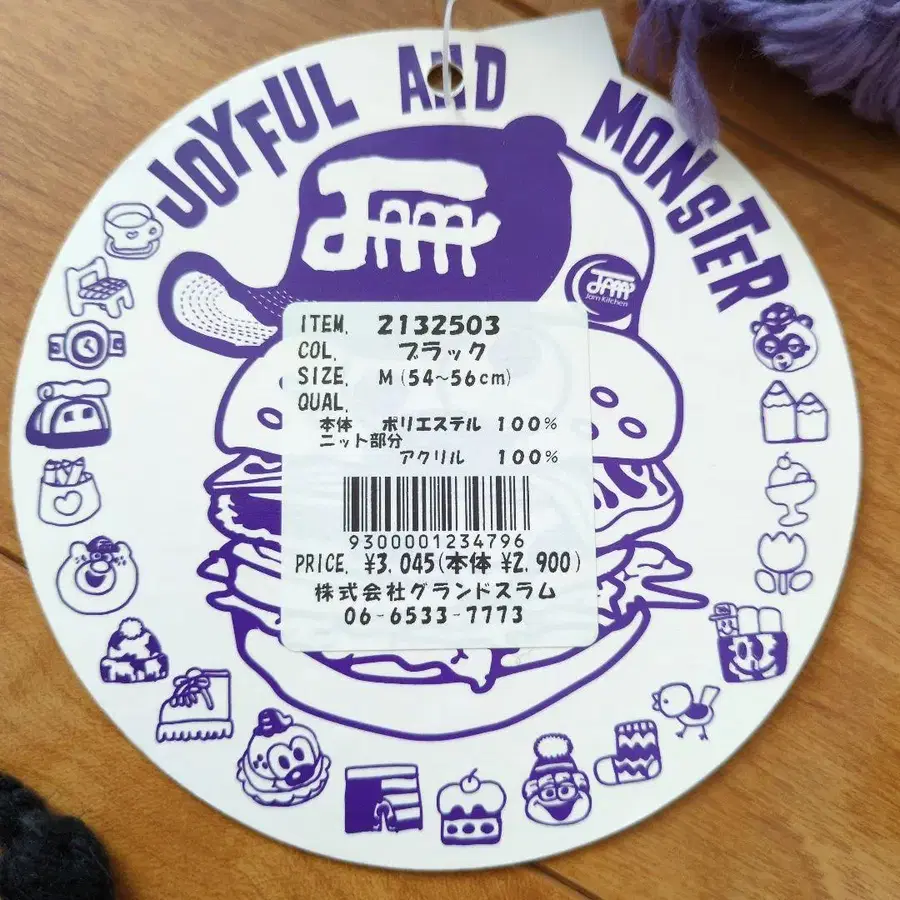 JOYFUL AND MONSTER
Jam
Jam
Jam Kitchen
ITEM. 2132503
COL. ブラック
SIZE. M(54~56cm)
QUAL.
本体 ポリエステル 100%
ニット部分
アクリル 100%
9300001234796
PRICE. ¥3.045(本体 ¥2.900)
株式会社グランドスラム
06-6533-7773